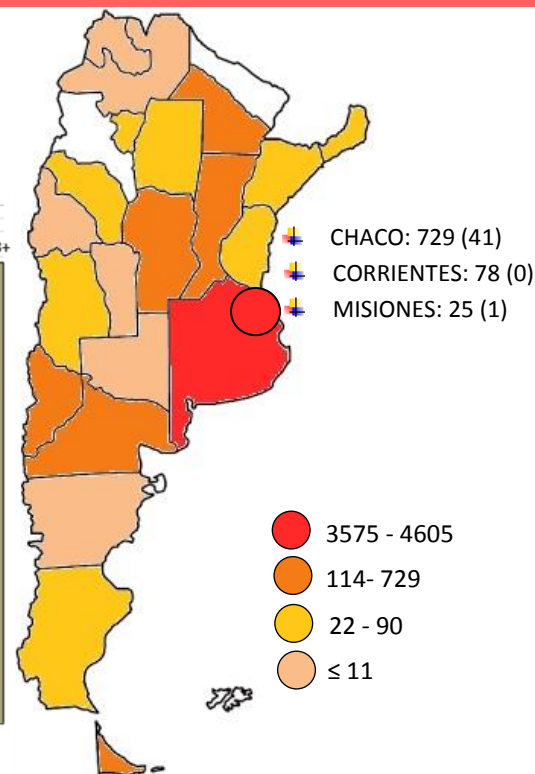 CHACO: 729 (41)
CORRIENTES: 78 (0)
MISIONES: 25 (1)
3575 - 4605
114- 729
22 - 90
≤ 11